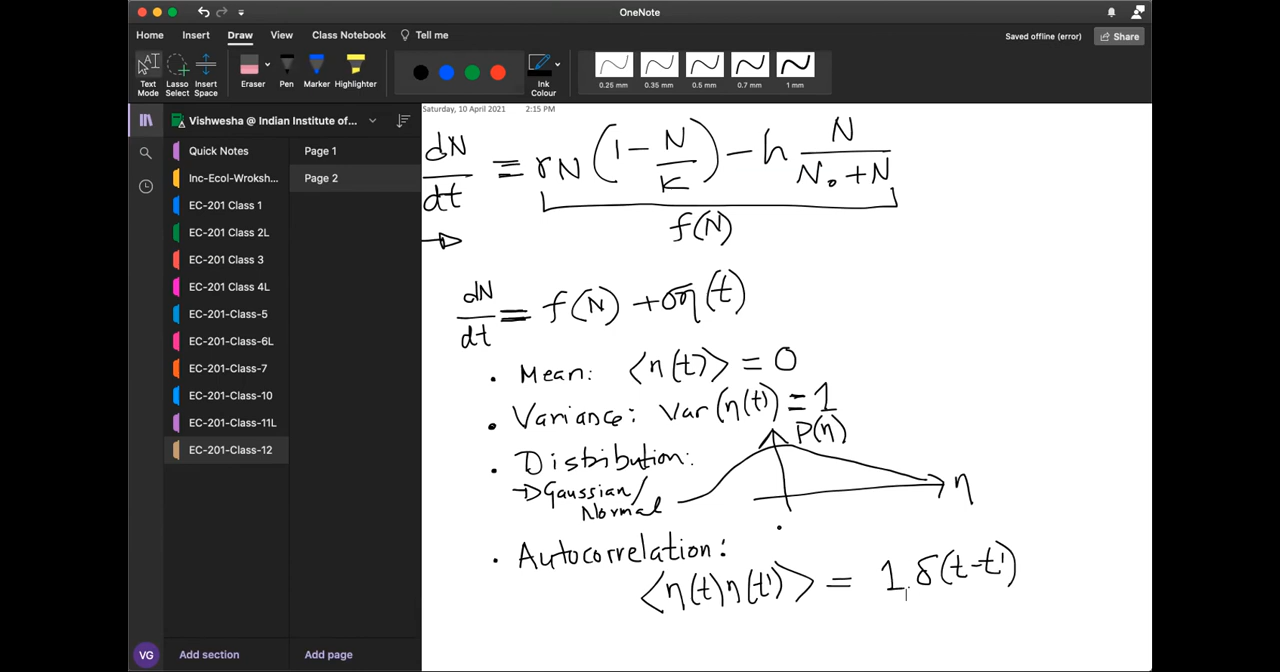 OneNote
Home Insert Draw View Class Notebook Tell me
Saved offline (error) Share
Text Mode
Lasso Select
Insert Space
Eraser
Pen
Marker
Highlighter
Ink Colour
0.25 mm 0.35 mm 0.5 mm 0.7 mm 1 mm
Vishwesha @ Indian Institute of...
Quick Notes
Inc-Ecol-Wroksh...
EC-201 Class 1
EC-201 Class 2L
EC-201 Class 3
EC-201 Class 4L
EC-201-Class-5
EC-201-Class-6L
EC-201-Class-7
EC-201-Class-10
EC-201-Class-11L
EC-201-Class-12
Page 1
Page 2
VG Add section Add page
Saturday, 10 April 2021 2:15 PM
dN/dt = rN(1 - N/K) - h N/(N₀ + N)
f(N)
dN/dt = f(N) + ση(t)
• Mean: ⟨η(t)⟩ = 0
• Variance: Var(η(t)) = 1
P(η)
• Distribution:
→ Gaussian/
Normal
η
• Autocorrelation:
⟨η(t)η(t')⟩ = 1.δ(t-t')